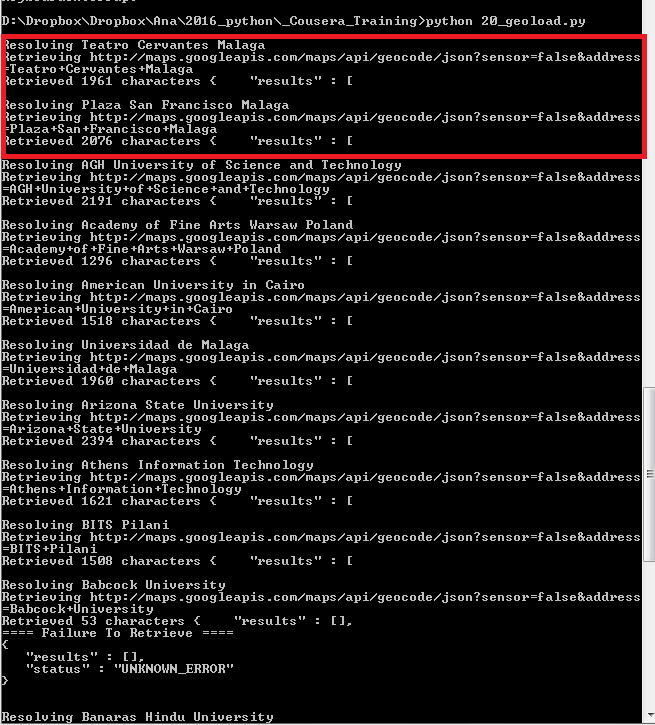 D:\Dropbox\Dropbox\Ana\2016_python\_Cousera_Training>python 20_geoload.py
Resolving Teatro Cervantes Malaga
Retrieving http://maps.googleapis.com/maps/api/geocode/json?sensor=false&address
=Teatro+Cervantes+Malaga
Retrieved 1961 characters {    "results" : [
Resolving Plaza San Francisco Malaga
Retrieving http://maps.googleapis.com/maps/api/geocode/json?sensor=false&address
=Plaza+San+Francisco+Malaga
Retrieved 2076 characters {    "results" : [
Resolving AGH University of Science and Technology
Retrieving http://maps.googleapis.com/maps/api/geocode/json?sensor=false&address
=AGH+University+of+Science+and+Technology
Retrieved 2191 characters {    "results" : [
Resolving Academy of Fine Arts Warsaw Poland
Retrieving http://maps.googleapis.com/maps/api/geocode/json?sensor=false&address
=Academy+of+Fine+Arts+Warsaw+Poland
Retrieved 1296 characters {    "results" : [
Resolving American University in Cairo
Retrieving http://maps.googleapis.com/maps/api/geocode/json?sensor=false&address
=American+University+in+Cairo
Retrieved 1518 characters {    "results" : [
Resolving Universidad de Malaga
Retrieving http://maps.googleapis.com/maps/api/geocode/json?sensor=false&address
=Universidad+de+Malaga
Retrieved 1960 characters {    "results" : [
Resolving Arizona State University
Retrieving http://maps.googleapis.com/maps/api/geocode/json?sensor=false&address
=Arizona+State+University
Retrieved 2394 characters {    "results" : [
Resolving Athens Information Technology
Retrieving http://maps.googleapis.com/maps/api/geocode/json?sensor=false&address
=Athens+Information+Technology
Retrieved 1621 characters {    "results" : [
Resolving BITS Pilani
Retrieving http://maps.googleapis.com/maps/api/geocode/json?sensor=false&address
=BITS+Pilani
Retrieved 1508 characters {    "results" : [
Resolving Babcock University
Retrieving http://maps.googleapis.com/maps/api/geocode/json?sensor=false&address
=Babcock+University
Retrieved 53 characters {    "results" : [],
==== Failure To Retrieve ====
{
   "results" : [],
   "status" : "UNKNOWN_ERROR"
}
Resolving Banaras Hindu University